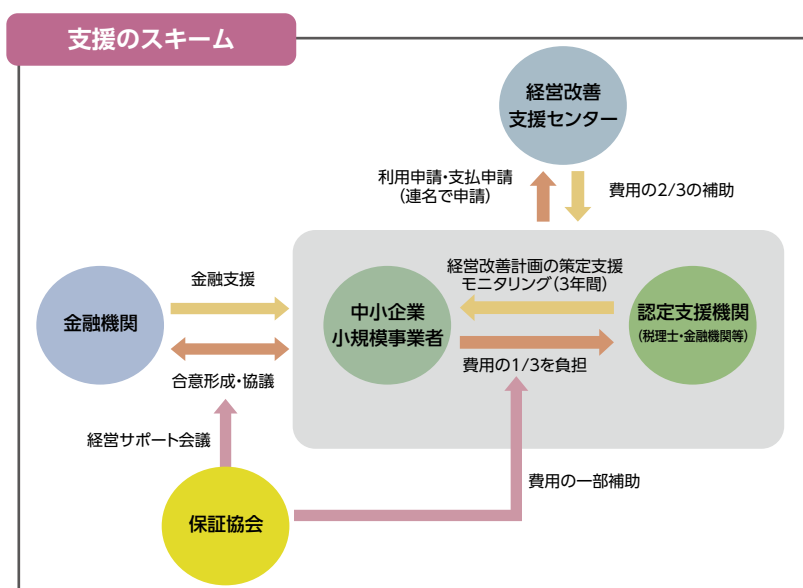 支援のスキーム
経営改善
支援センター
利用申請・支払申請
(連名で申請)
費用の2/3の補助
金融支援
金融機関
合意形成・協議
中小企業
小規模事業者
経営改善計画の策定支援
モニタリング(3年間)
費用の1/3を負担
認定支援機関
(税理士・金融機関等)
経営サポート会議
保証協会
費用の一部補助